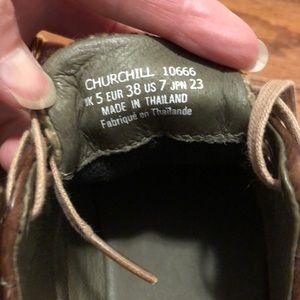 CHURCHILL 10666
UK 5 EUR 38 US 7 JPN 23
MADE IN THAILAND
Fabriqué en Thaïlande